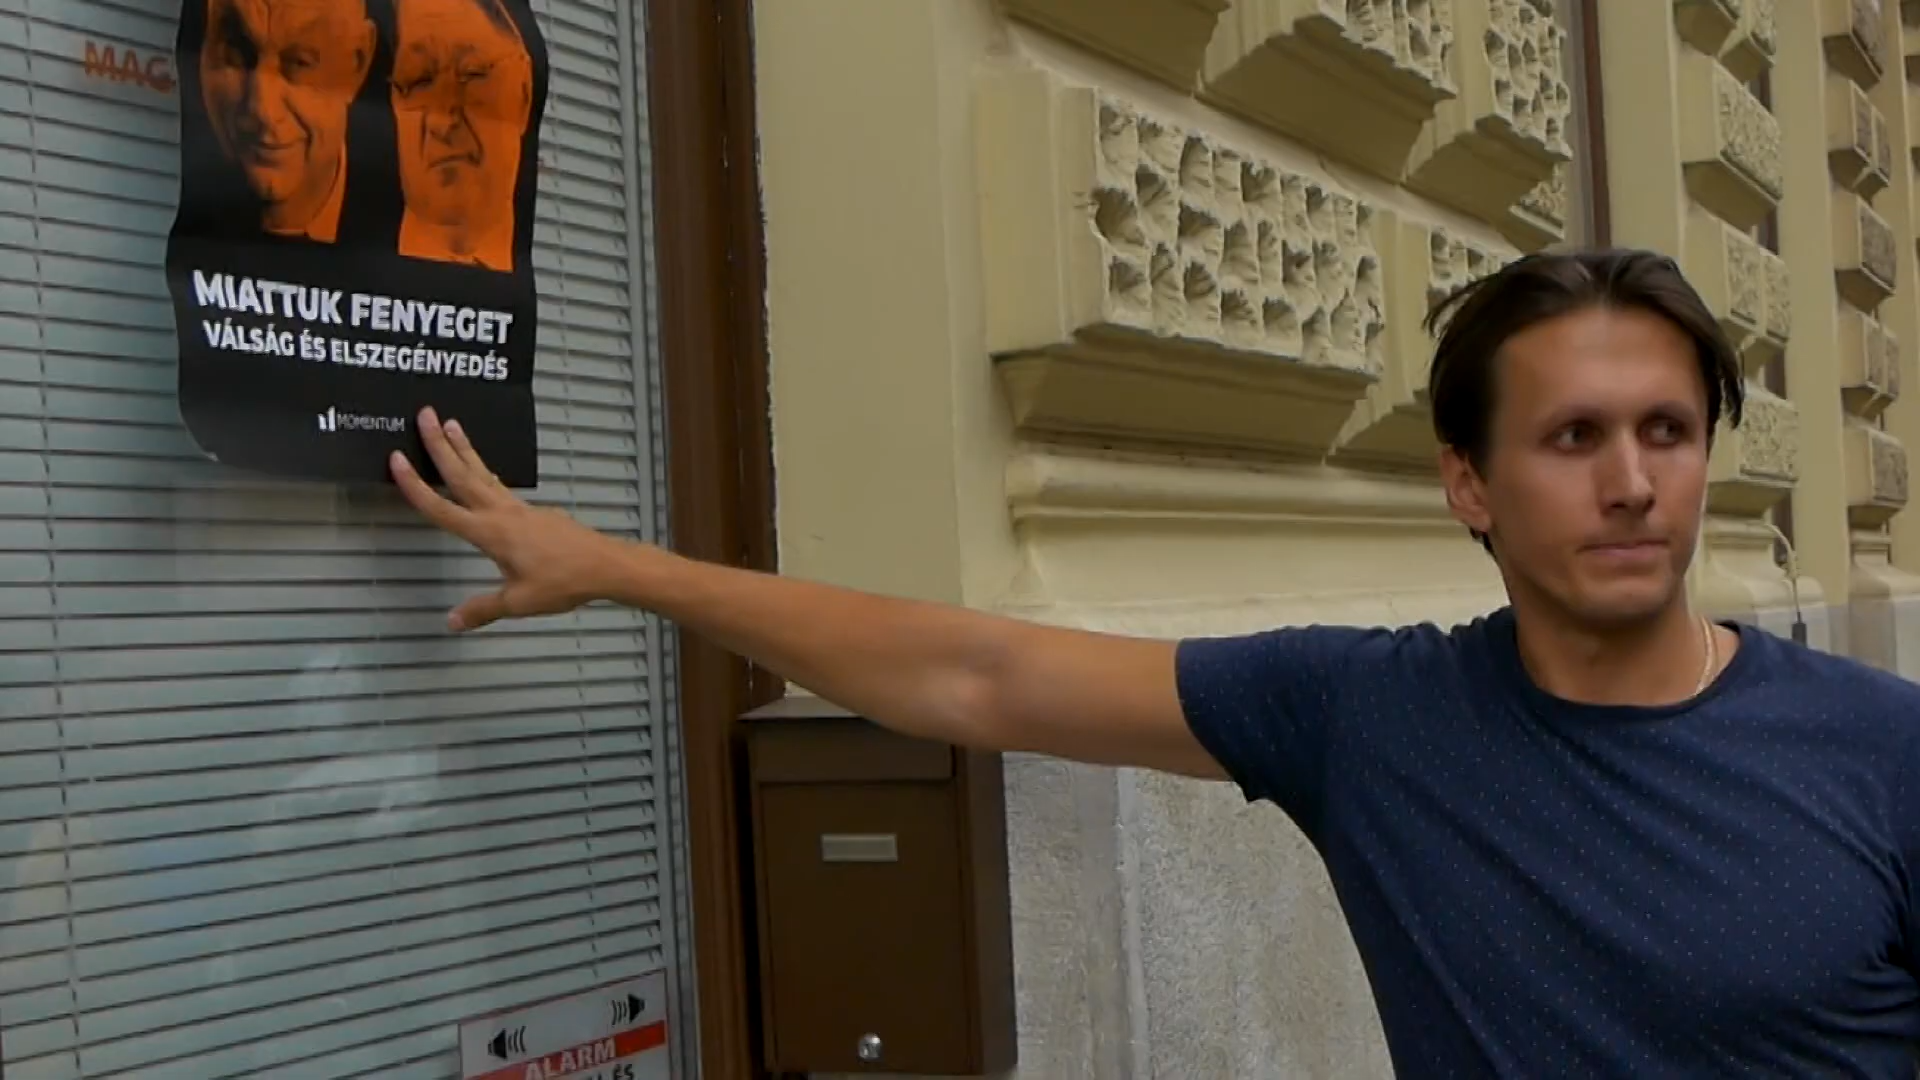 MAG
MIATTUK FENYEGET
VÁLSÁG ÉS ELSZEGÉNYEDÉS
MOMENTUM
ALARM